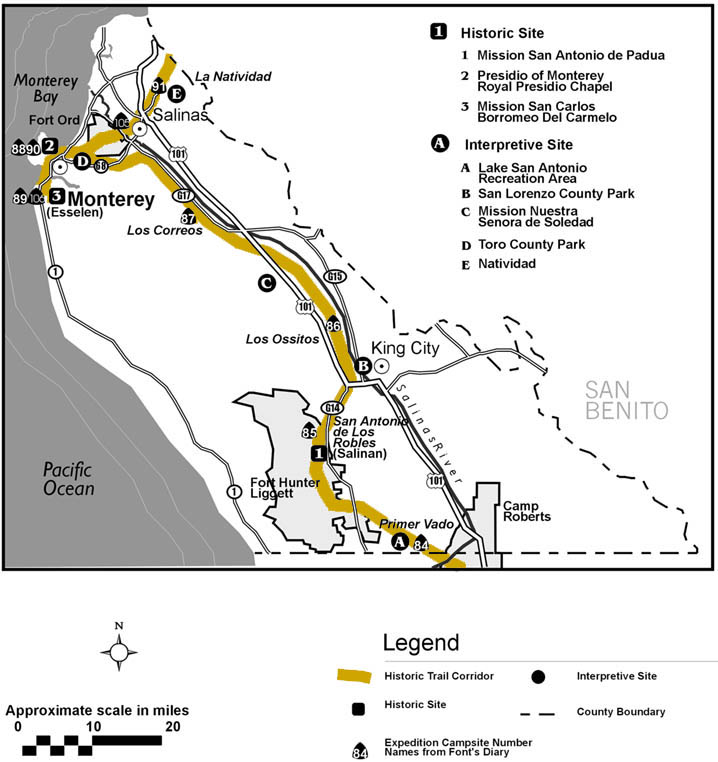 1 Historic Site
1 Mission San Antonio de Padua
2 Presidio of Monterey
Royal Presidio Chapel
3 Mission San Carlos
Borromeo Del Carmelo
A Interpretive Site
A Lake San Antonio
Recreation Area
B San Lorenzo County Park
C Mission Nuestra
Senora de Soledad
D Toro County Park
E Natividad
Monterey
Bay
La Natividad
91
E
Fort Ord
105
Salinas
8890
2
D
G8
101
89
106
3
Monterey
(Esselen)
G17
87
Los Correos
1
C
G15
101
86
Los Ossitos
King City
B
SAN
BENITO
G14
Salinas River
85
San Antonio
de Los
Robles
(Salinan)
1
Pacific
Ocean
1
Fort Hunter
Liggett
101
Camp
Roberts
Primer Vado
A
84
N
Legend
Historic Trail Corridor
Interpretive Site
Historic Site
County Boundary
84
Expedition Campsite Number
Names from Font's Diary
Approximate scale in miles
0 10 20